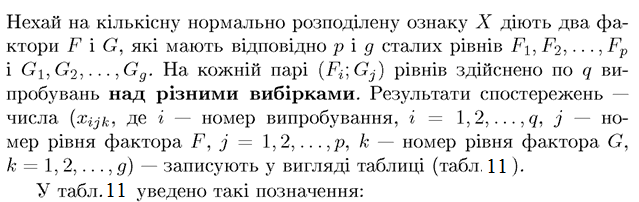 Нехай на кількісну нормально розподілену ознаку X діють два фа-
ктори F і G, які мають відповідно p і g сталих рівнів F₁, F₂, ..., Fₚ
і G₁, G₂, ..., G_g. На кожній парі (Fᵢ; Gⱼ) рівнів здійснено по q ви-
пробувань над різними вибірками. Результати спостережень —
числа (xᵢⱼₖ, де i — номер випробування, i = 1, 2, ..., q, j — но-
мер рівня фактора F, j = 1, 2, ..., p, k — номер рівня фактора G,
k = 1, 2, ..., g) — записують у вигляді таблиці (табл. 11 ).
У табл.11 уведено такі позначення: